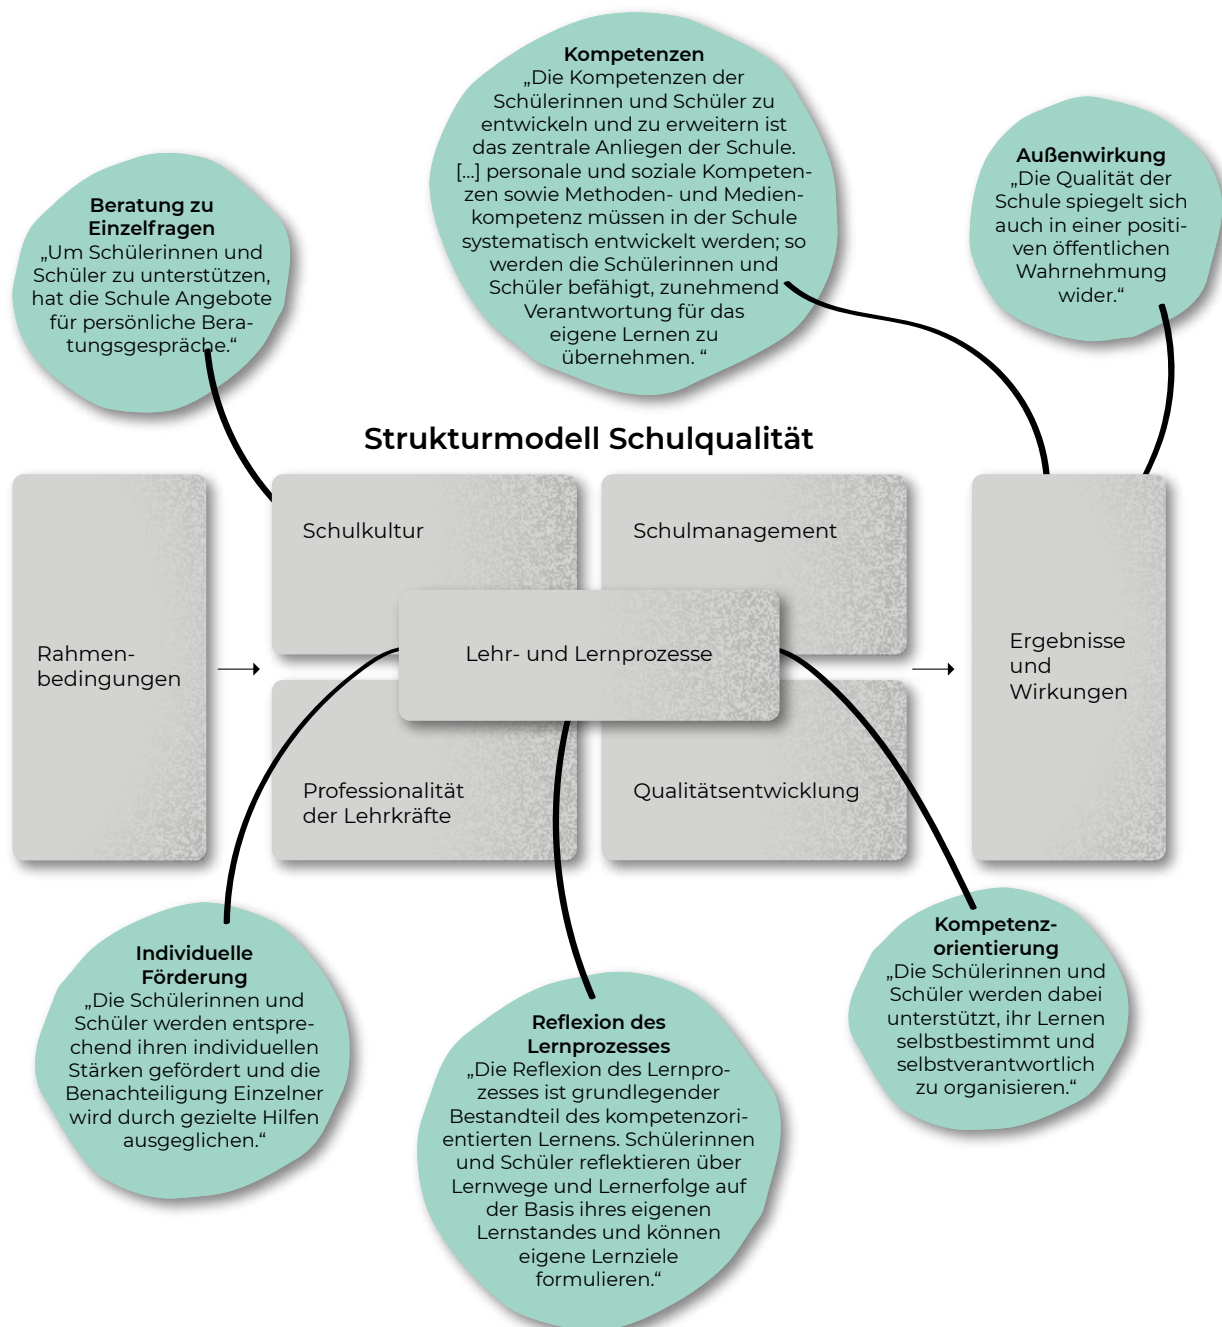 Kompetenzen
„Die Kompetenzen der
Schülerinnen und Schüler zu
entwickeln und zu erweitern ist
das zentrale Anliegen der Schule.
[...] personale und soziale Kompeten-
zen sowie Methoden- und Medien-
kompetenz müssen in der Schule
systematisch entwickelt werden; so
werden die Schülerinnen und
Schüler befähigt, zunehmend
Verantwortung für das
eigene Lernen zu
übernehmen. “
Außenwirkung
„Die Qualität der
Schule spiegelt sich
auch in einer positi-
ven öffentlichen
Wahrnehmung
wider.“
Beratung zu
Einzelfragen
„Um Schülerinnen und
Schüler zu unterstützen,
hat die Schule Angebote
für persönliche Bera-
tungsgespräche.“
Strukturmodell Schulqualität
Rahmen-
bedingungen
Schulkultur
Schulmanagement
Lehr- und Lernprozesse
Professionalität
der Lehrkräfte
Qualitätsentwicklung
Ergebnisse
und
Wirkungen
Individuelle
Förderung
„Die Schülerinnen und
Schüler werden entspre-
chend ihren individuellen
Stärken gefördert und die
Benachteiligung Einzelner
wird durch gezielte Hilfen
ausgeglichen.“
Reflexion des
Lernprozesses
„Die Reflexion des Lernpro-
zesses ist grundlegender
Bestandteil des kompetenzori-
entierten Lernens. Schülerinnen
und Schüler reflektieren über
Lernwege und Lernerfolge auf
der Basis ihres eigenen
Lernstandes und können
eigene Lernziele
formulieren.“
Kompetenz-
orientierung
„Die Schülerinnen und
Schüler werden dabei
unterstützt, ihr Lernen
selbstbestimmt und
selbstverantwortlich
zu organisieren.“